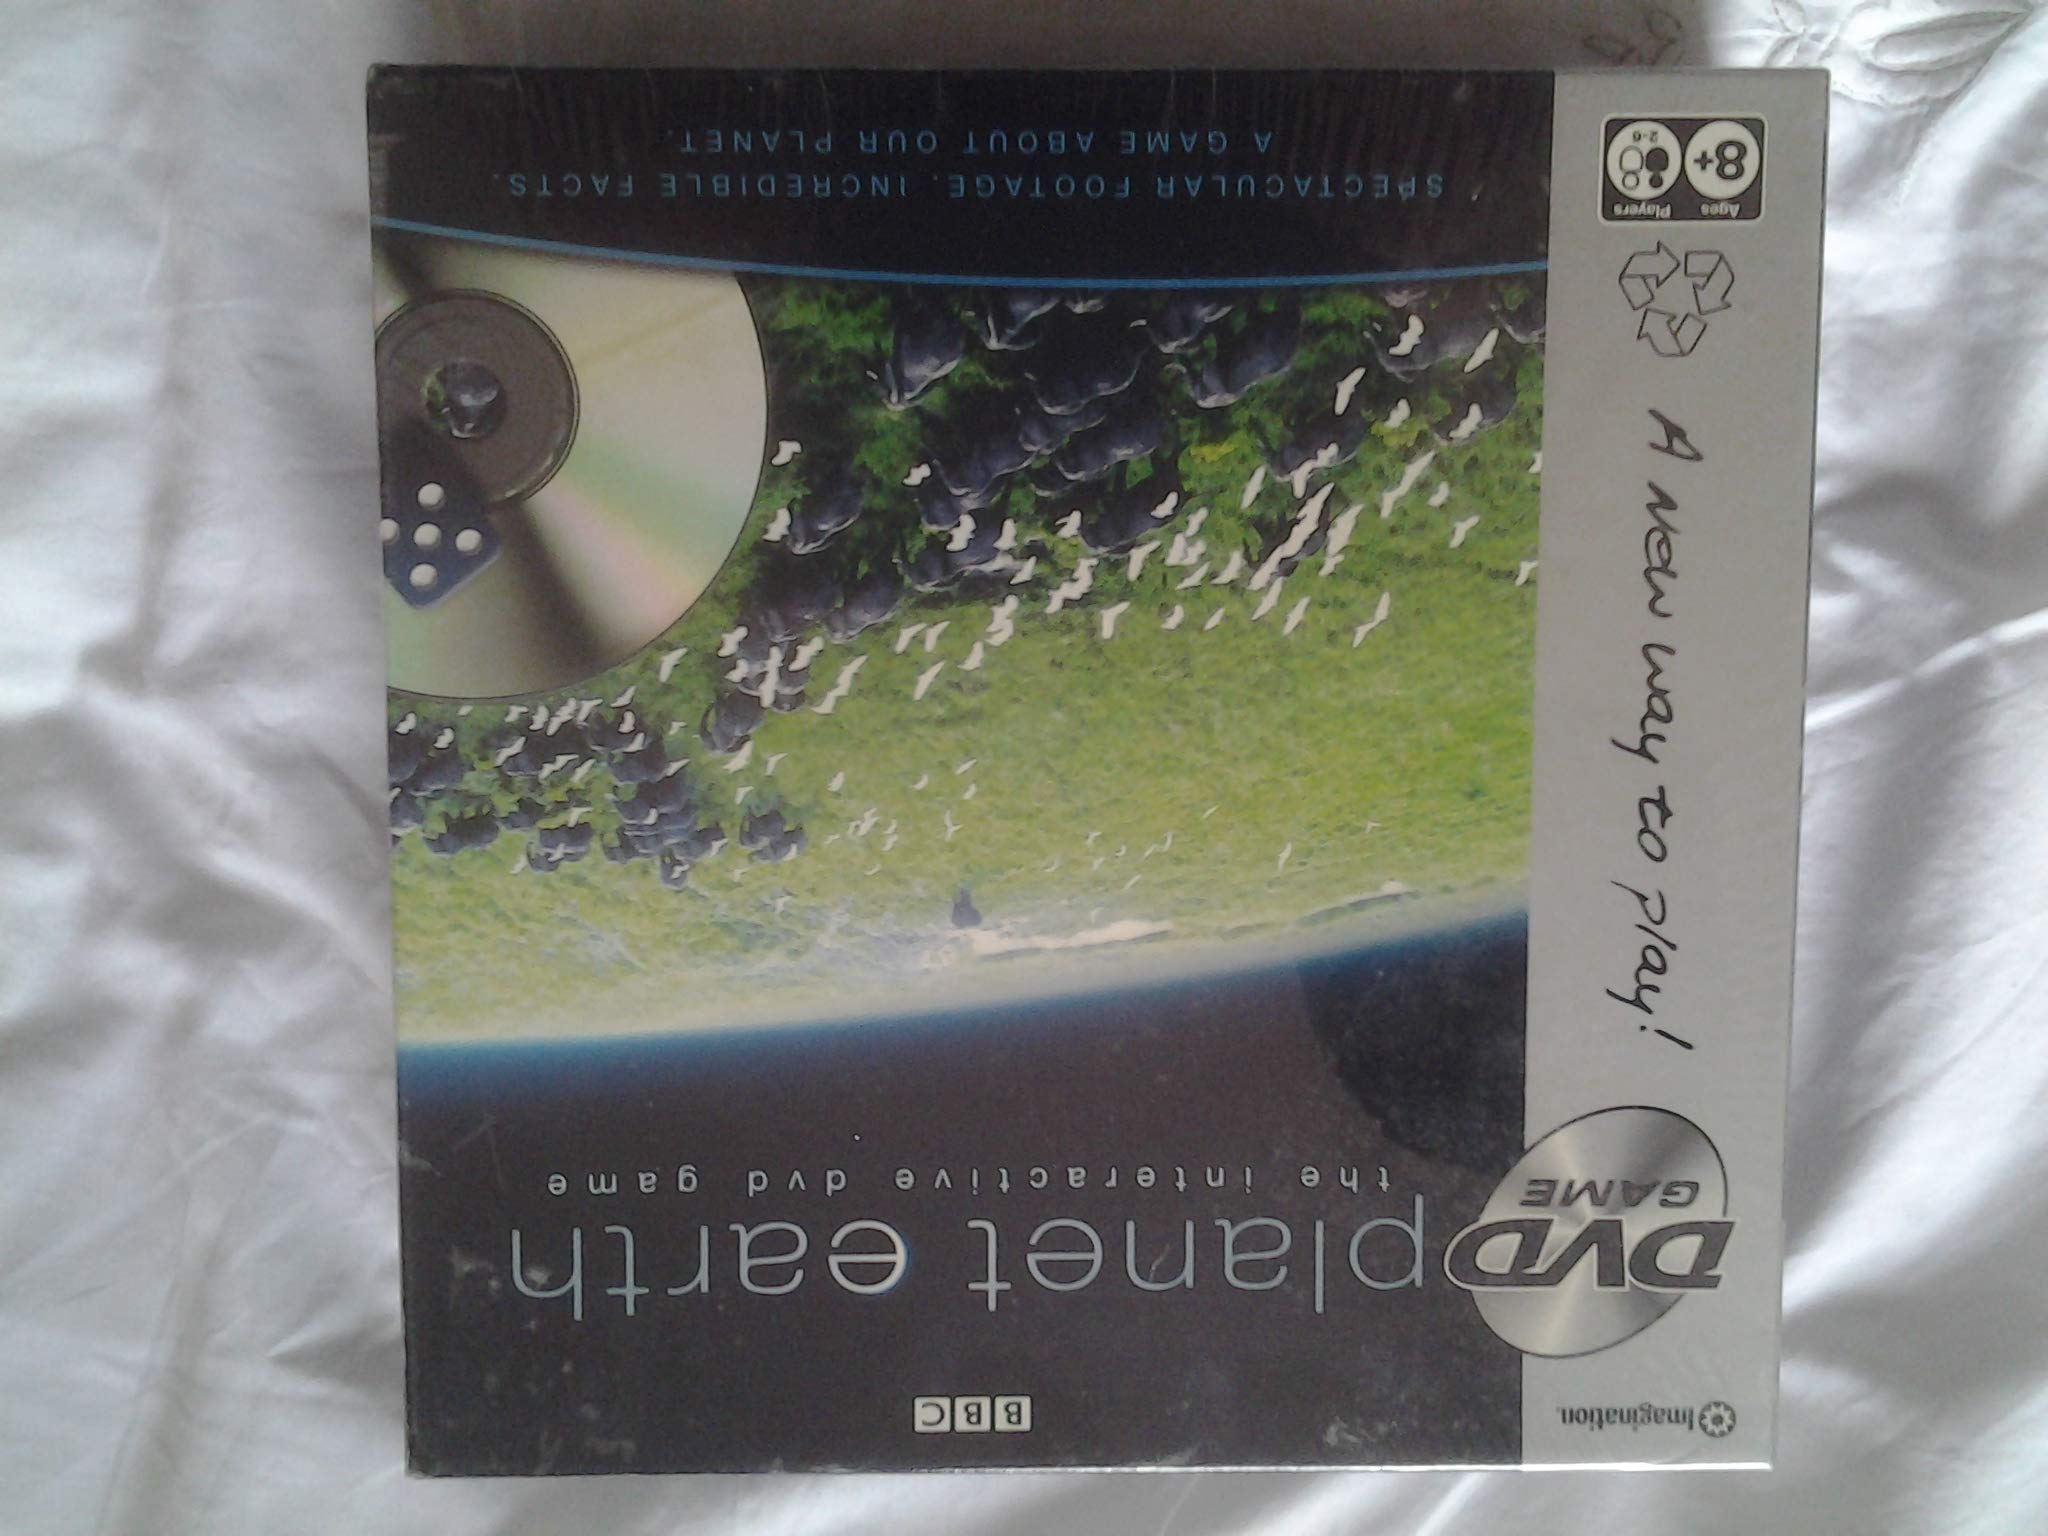 Imagination.
BBC
DVD
GAME
planet earth
the interactive dvd game
A new way to play!
SPECTACULAR FOOTAGE. INCREDIBLE FACTS.
A GAME ABOUT OUR PLANET.
Ages
8+
Players
2-6